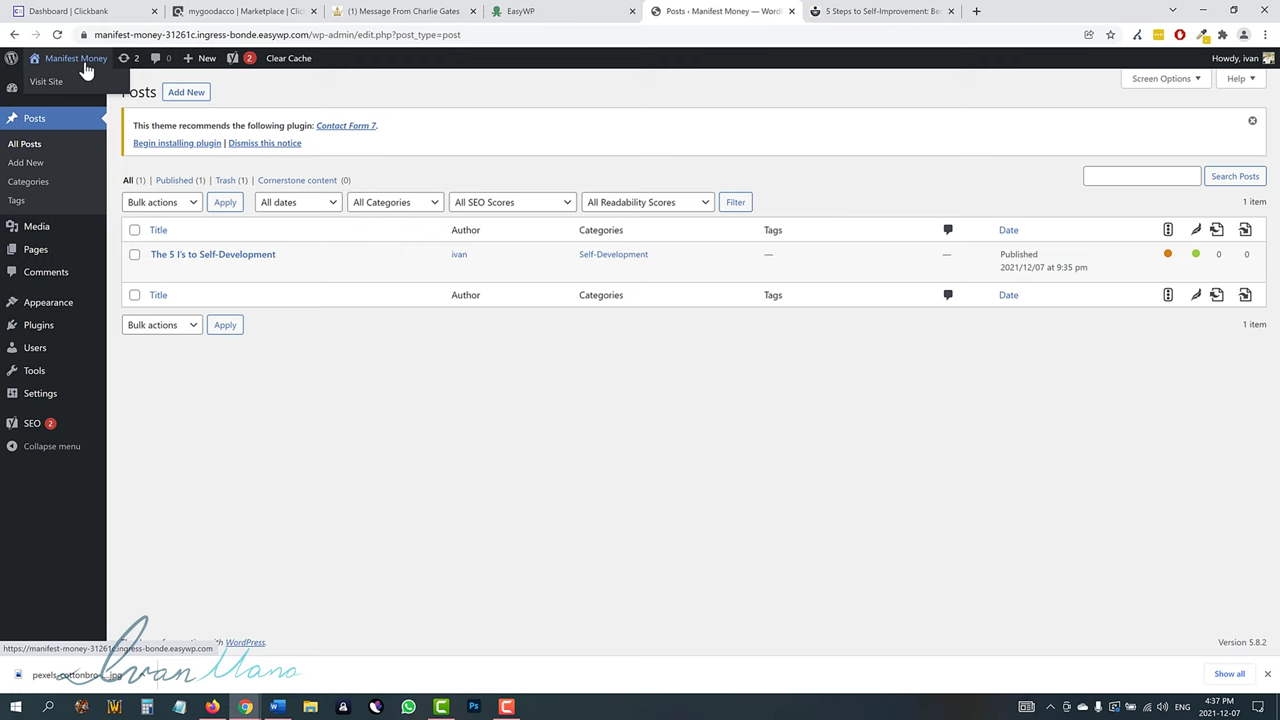 Dashboard | Clickbank
mygoodacco | Marketplace | Click
(1) Message From Charlie Gates
EasyWP
Posts ‹ Manifest Money — Word
5 Steps to Self-Improvement: Be
manifest-money-31261c.ingress-bonde.easywp.com/wp-admin/edit.php?post_type=post
Manifest Money
2
0
New
2
Clear Cache
Howdy, ivan
Visit Site
Screen Options
Help
Posts
Add New
Posts
All Posts
Add New
Categories
Tags
Media
Pages
Comments
Appearance
Plugins
Users
Tools
Settings
SEO 2
Collapse menu
This theme recommends the following plugin: Contact Form 7.
Begin installing plugin | Dismiss this notice
All (1) | Published (1) | Trash (1) | Cornerstone content (0)
Search Posts
Bulk actions
Apply
All dates
All Categories
All SEO Scores
All Readability Scores
Filter
1 item
Title Author Categories Tags Date
The 5 I's to Self-Development ivan Self-Development — — Published 0 0
2021/12/07 at 9:35 pm
Title Author Categories Tags Date
Bulk actions
Apply
1 item
with WordPress.
Version 5.8.2
https://manifest-money-31261c.ingress-bonde.easywp.com
Ivan Mana
Show all
ENG
4:37 PM
2021-12-07